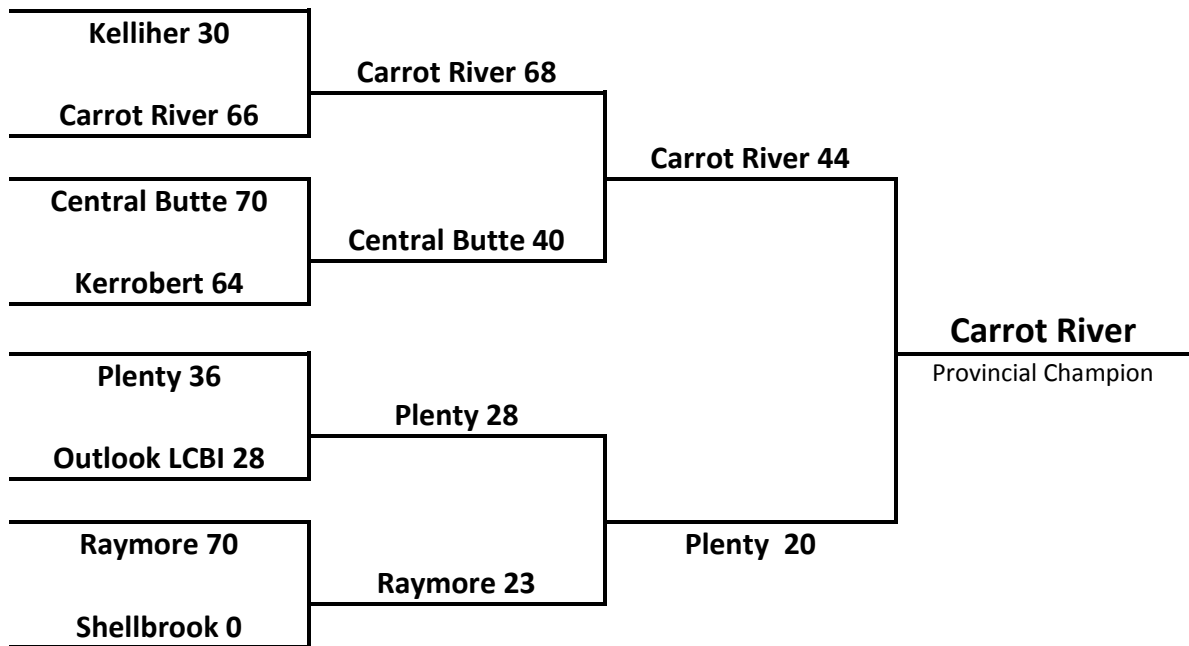 Kelliher 30
Carrot River 68
Carrot River 66
Carrot River 44
Central Butte 70
Central Butte 40
Kerrobert 64
Carrot River
Provincial Champion
Plenty 36
Plenty 28
Outlook LCBI 28
Raymore 70
Plenty  20
Raymore 23
Shellbrook 0